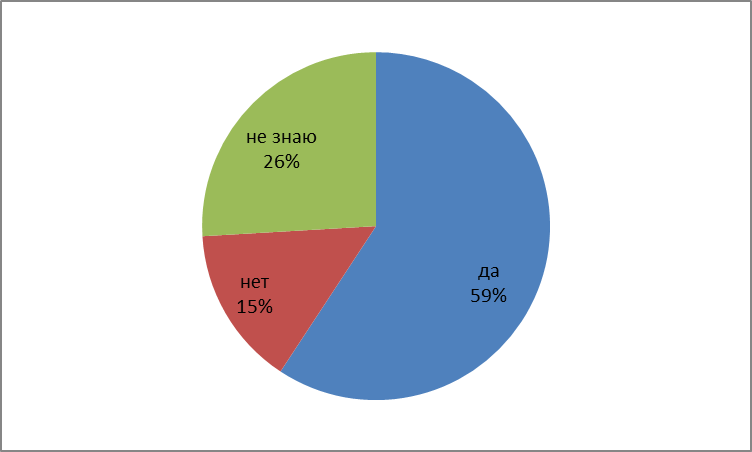 не знаю
26%
нет
15%
да
59%